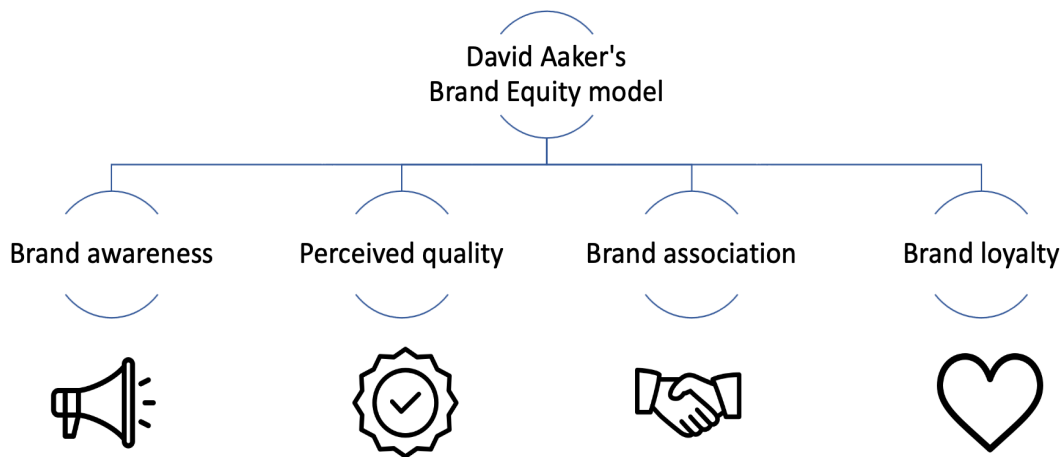 David Aaker's
Brand Equity model
Brand awareness
Perceived quality
Brand association
Brand loyalty